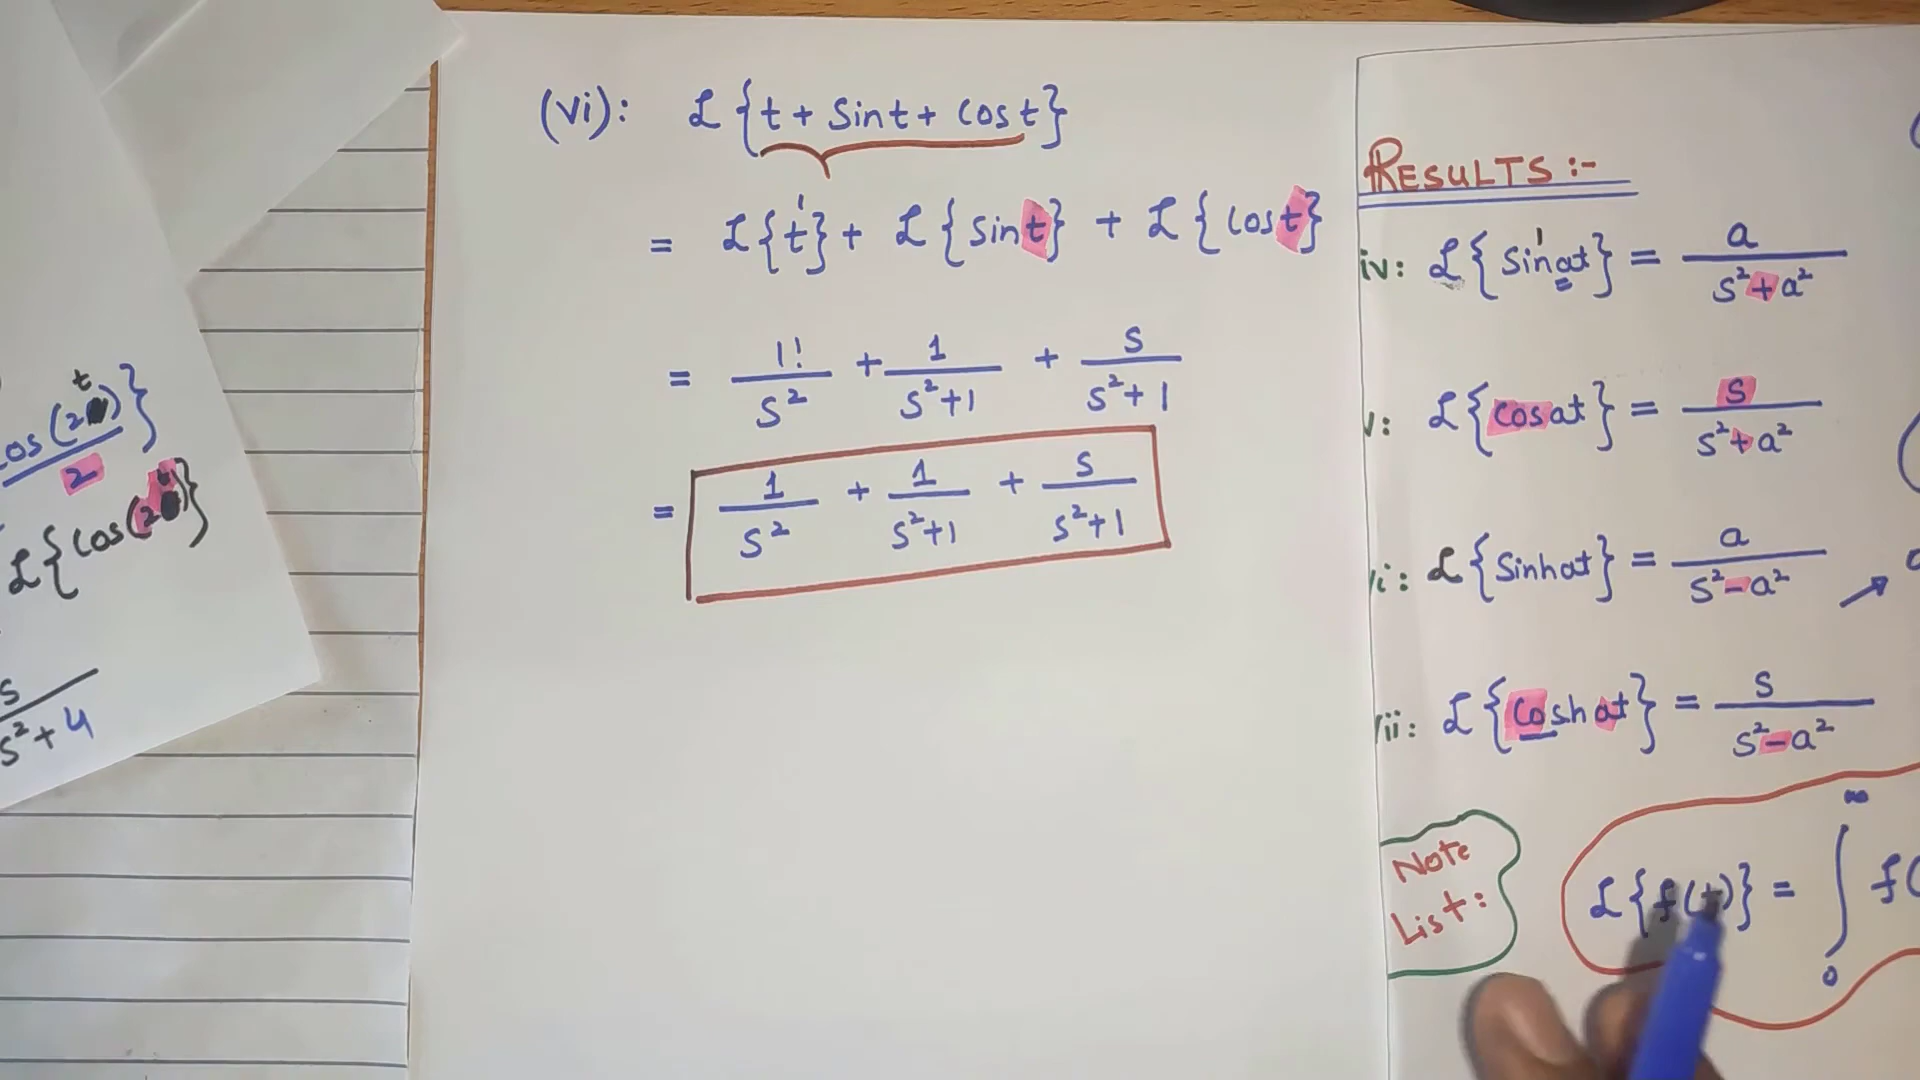 (vi): ℒ{t + Sint + Cost}
= ℒ{t¹} + ℒ{Sint} + ℒ{Cost}
= 1!/S² + 1/(S²+1) + S/(S²+1)
= 1/S² + 1/(S²+1) + S/(S²+1)
RESULTS :-
iv: ℒ{Sin¹at} = a/(S²+a²)
v: ℒ{Cosat} = S/(S²+a²)
vi: ℒ{Sinhat} = a/(S²-a²)
vii: ℒ{Coshat} = S/(S²-a²)
Note
List:
ℒ{f(t)} = ∫₀^∞ f(
cos(2t)/2}
ℒ{Cos(2t)}
S/(S²+4